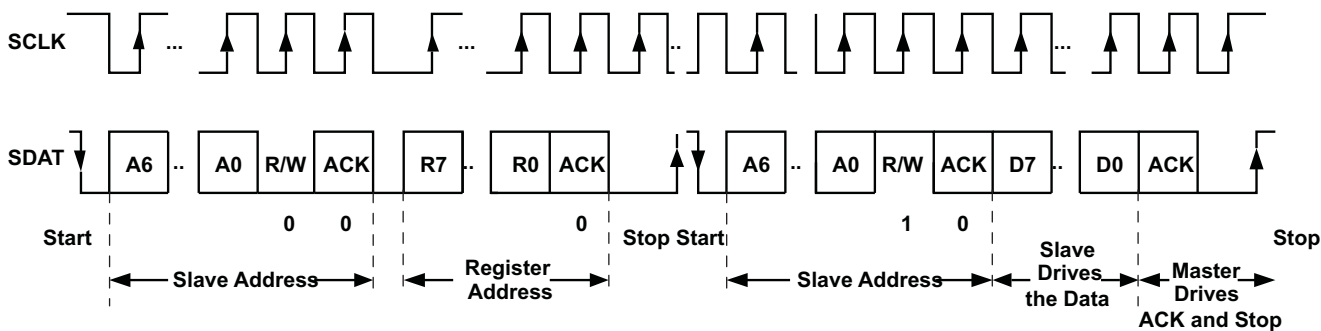 SCLK ... ... .. ...
SDAT A6 .. A0 R/W ACK R7 .. R0 ACK A6 .. A0 R/W ACK D7 .. D0 ACK
0 0 0 1 0
Start Stop Start Stop
Slave Address
Register
Address
Slave Address
Slave
Drives
the Data
Master
Drives
ACK and Stop